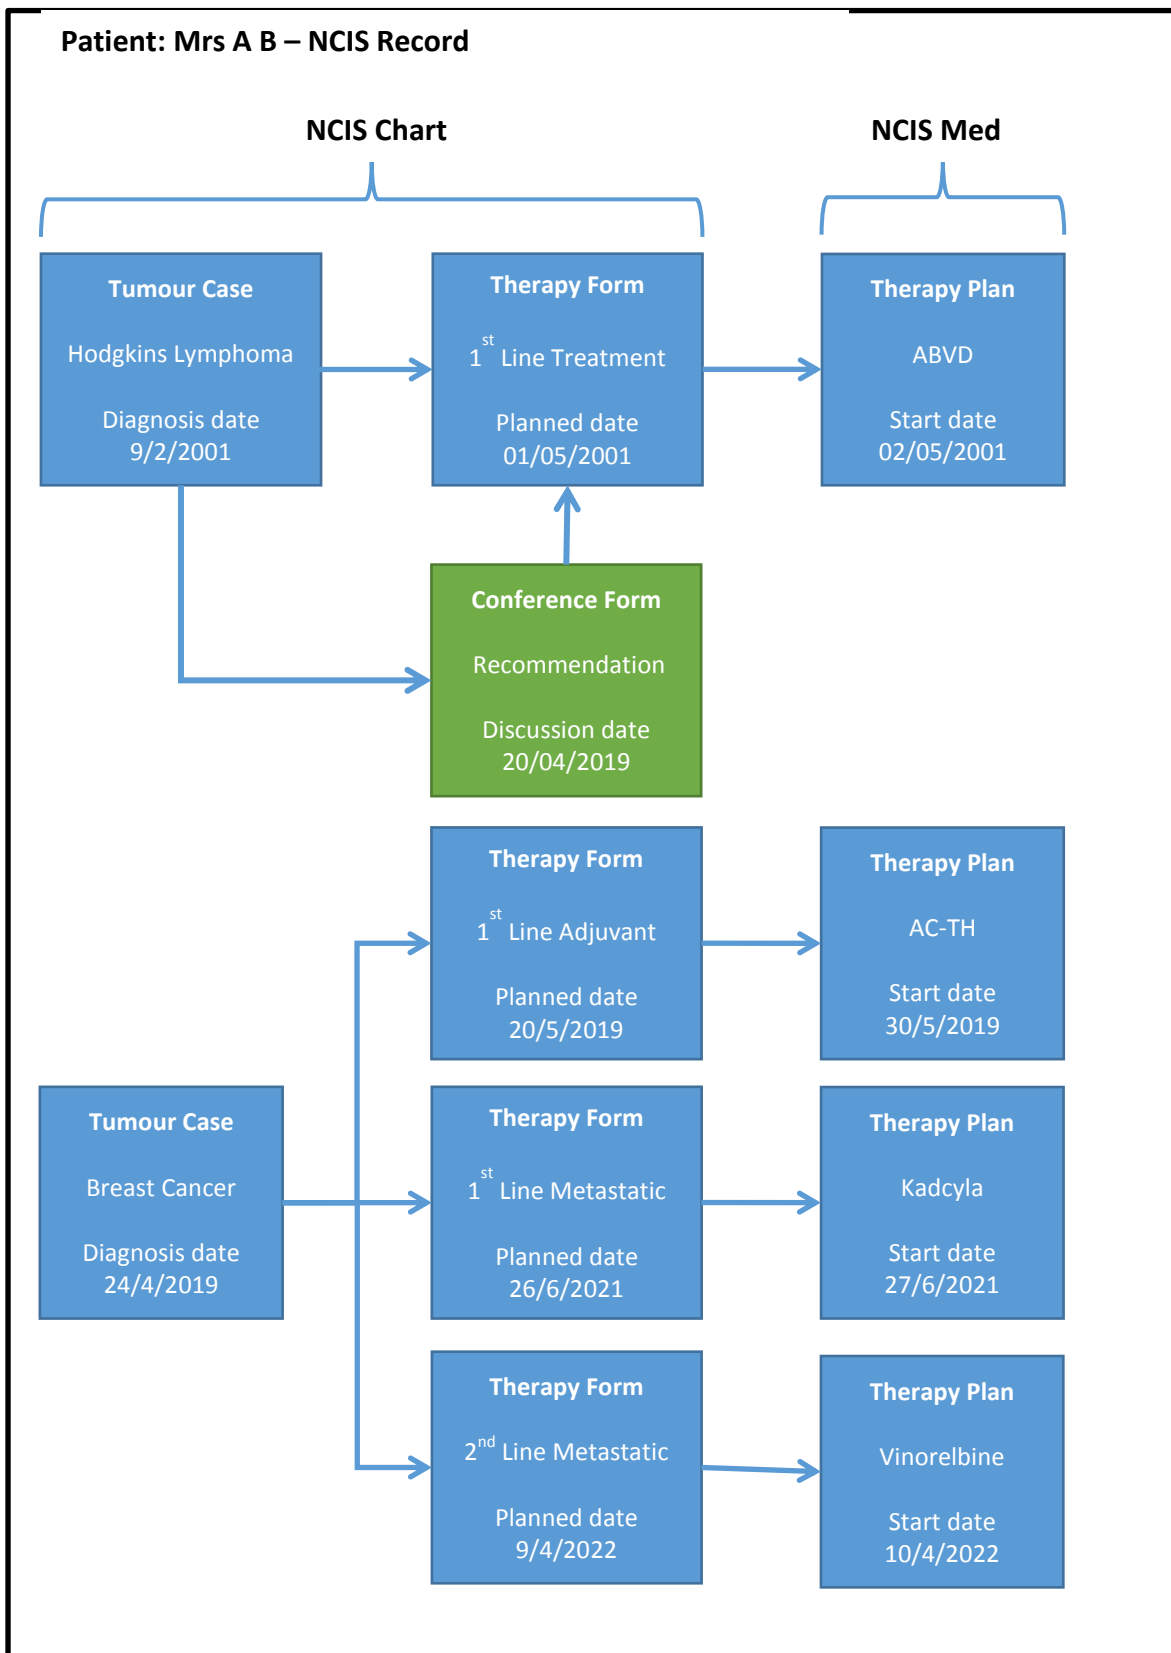 Patient: Mrs A B – NCIS Record
NCIS Chart
NCIS Med
Tumour Case
Hodgkins Lymphoma
Diagnosis date
9/2/2001
Therapy Form
1st Line Treatment
Planned date
01/05/2001
Therapy Plan
ABVD
Start date
02/05/2001
Conference Form
Recommendation
Discussion date
20/04/2019
Therapy Form
1st Line Adjuvant
Planned date
20/5/2019
Therapy Plan
AC-TH
Start date
30/5/2019
Tumour Case
Breast Cancer
Diagnosis date
24/4/2019
Therapy Form
1st Line Metastatic
Planned date
26/6/2021
Therapy Plan
Kadcyla
Start date
27/6/2021
Therapy Form
2nd Line Metastatic
Planned date
9/4/2022
Therapy Plan
Vinorelbine
Start date
10/4/2022